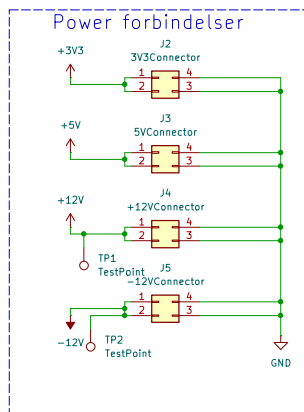 Power forbindelser
J2
+3V3
3V3Connector
1 4
2 3
J3
+5V
5VConnector
1 4
2 3
J4
+12V
+12VConnector
1 4
2 3
TP1
TestPoint
J5
-12VConnector
1 4
2 3
-12V
TP2
TestPoint
GND